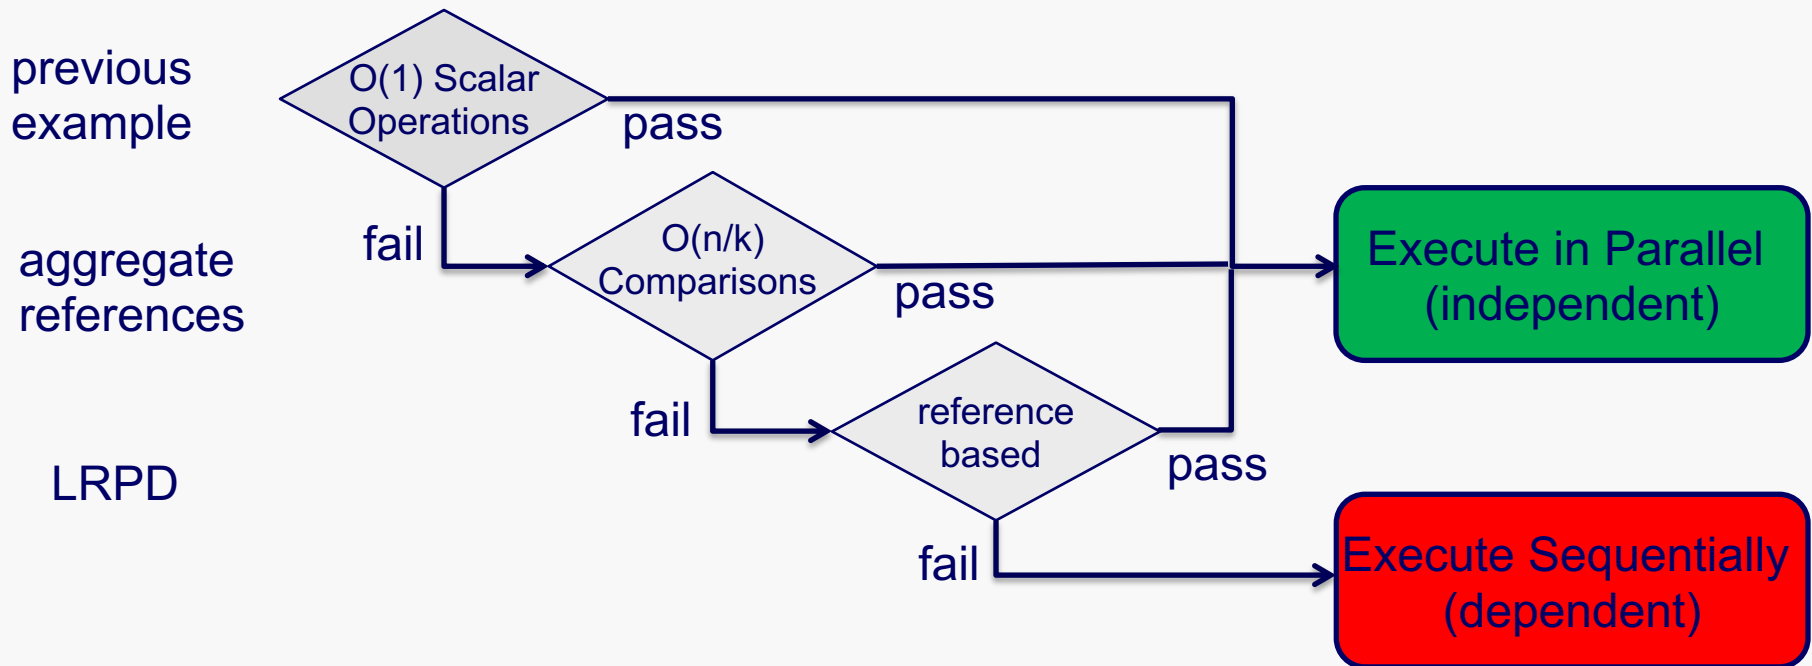 previous
example
O(1) Scalar
Operations
pass
fail
aggregate
references
O(n/k)
Comparisons
pass
Execute in Parallel
(independent)
fail
LRPD
reference
based
pass
fail
Execute Sequentially
(dependent)